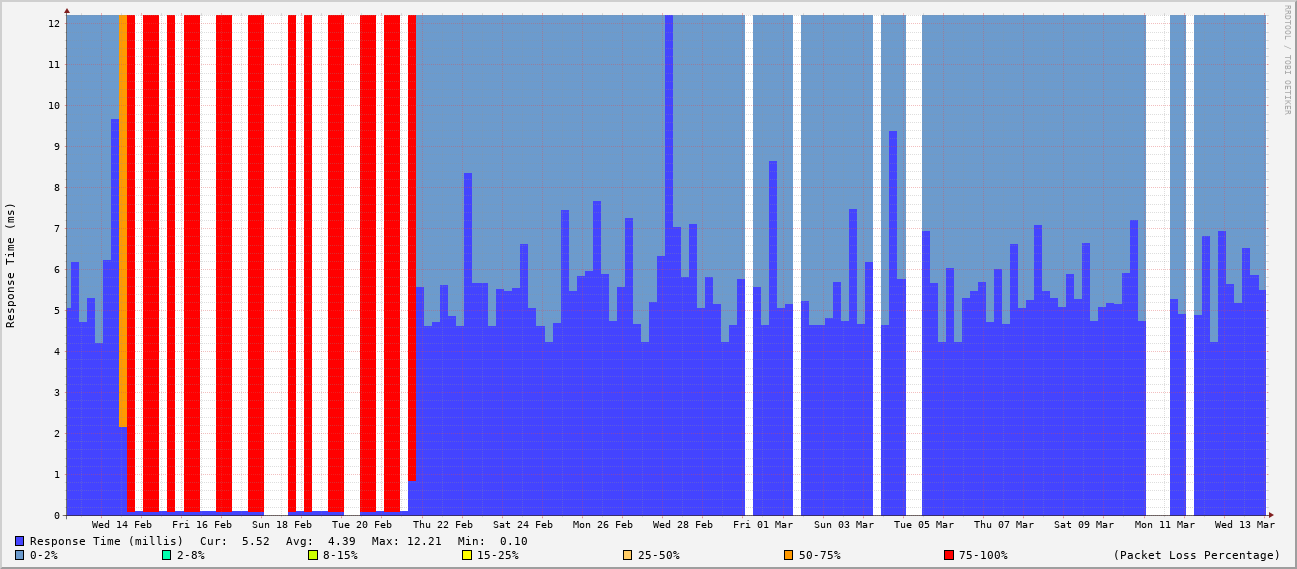 RRDTOOL / TOBI OETIKER
Response Time (ms)
12
11
10
9
8
7
6
5
4
3
2
1
0
Wed 14 Feb Fri 16 Feb Sun 18 Feb Tue 20 Feb Thu 22 Feb Sat 24 Feb Mon 26 Feb Wed 28 Feb Fri 01 Mar Sun 03 Mar Tue 05 Mar Thu 07 Mar Sat 09 Mar Mon 11 Mar Wed 13 Mar
Response Time (millis) Cur: 5.52 Avg: 4.39 Max: 12.21 Min: 0.10
0-2% 2-8% 8-15% 15-25% 25-50% 50-75% 75-100% (Packet Loss Percentage)